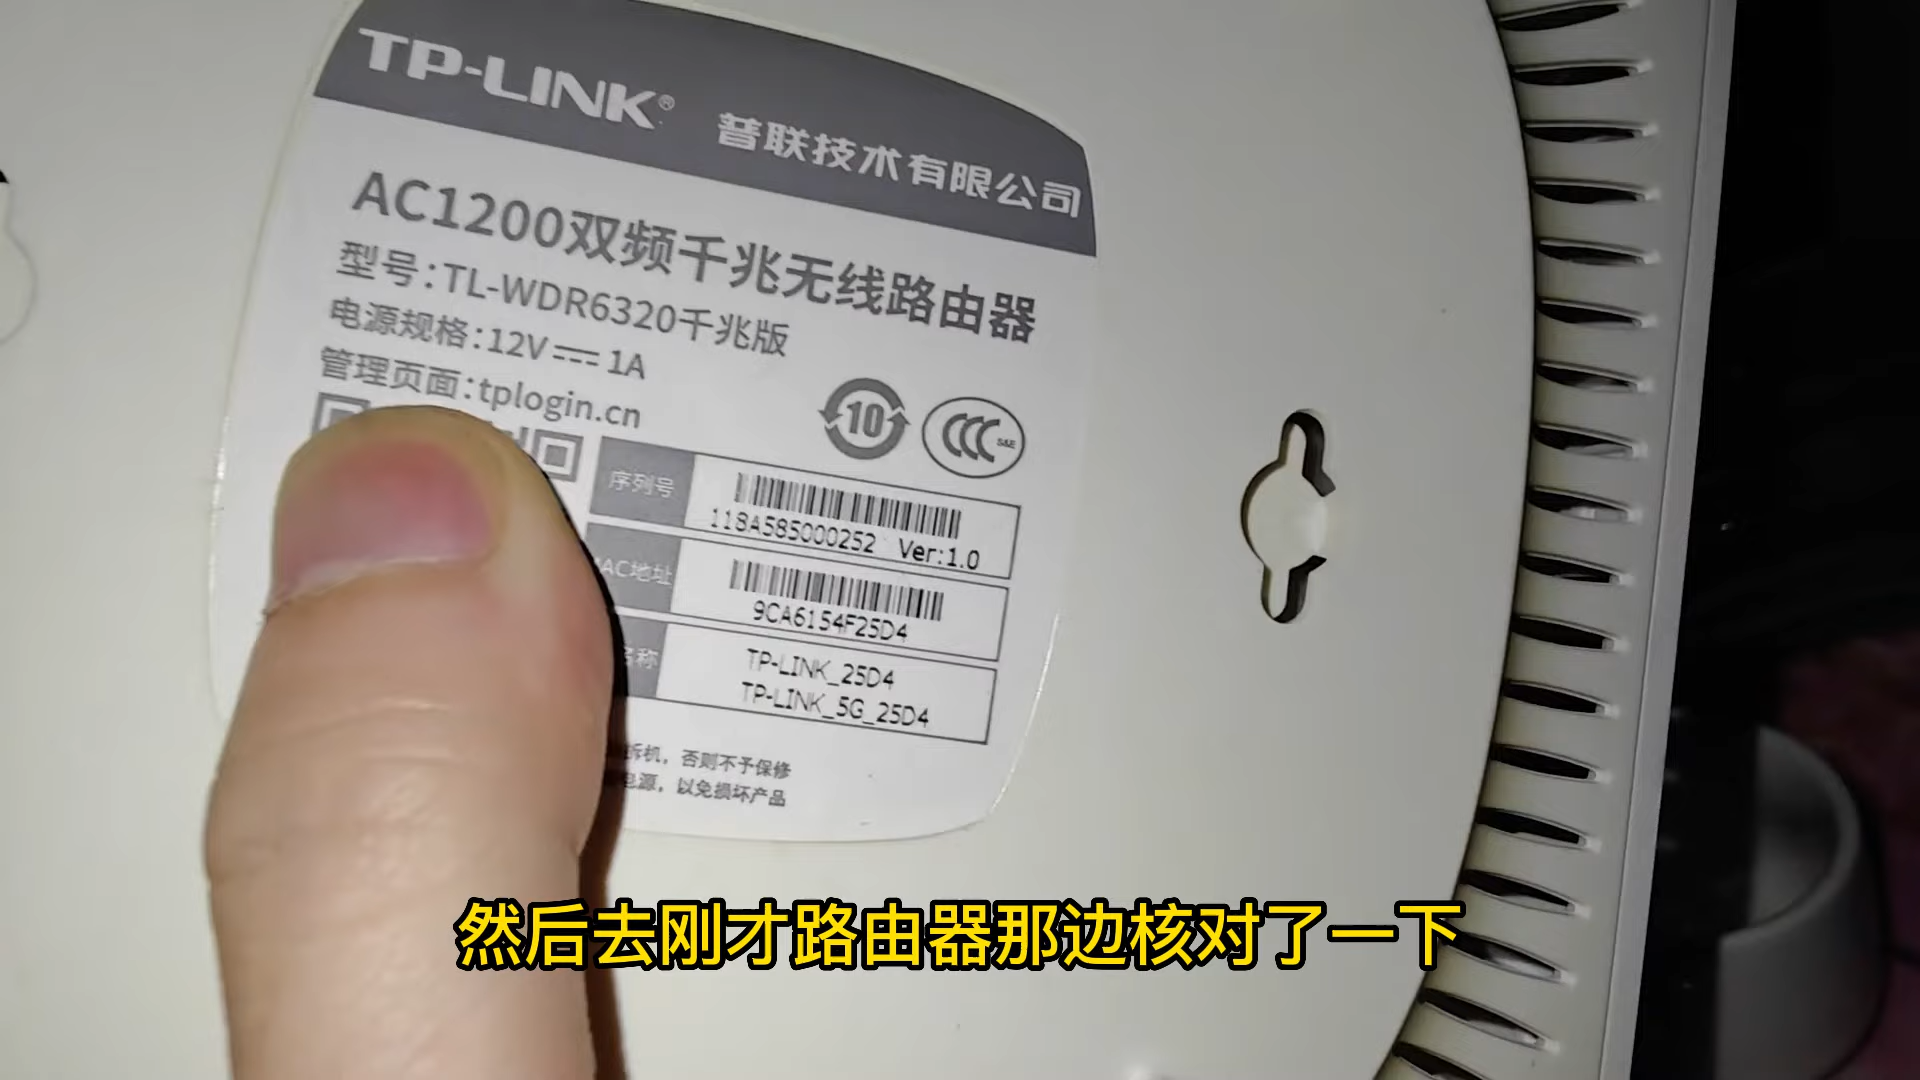 TP-LINK® 普联技术有限公司
AC1200双频千兆无线路由器
型号:TL-WDR6320千兆版
电源规格:12V 1A
管理页面:tplogin.cn
10
CCC S&E
序列号
118A585000252 Ver:1.0
AC地址
9CA6154F25D4
名称
TP-LINK_25D4
TP-LINK_5G_25D4
拆机，否则不予保修
电源，以免损坏产品
然后去刚才路由器那边核对了一下